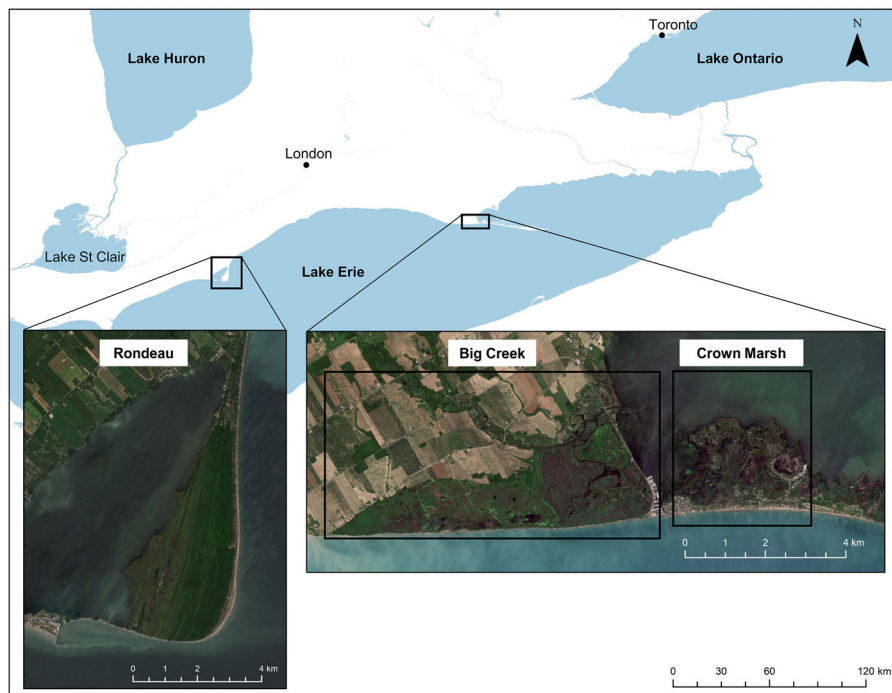 Toronto
N
Lake Huron
Lake Ontario
London
Lake St Clair
Lake Erie
Rondeau
Big Creek
Crown Marsh
0 1 2 4 km
0 1 2 4 km
0 30 60 120 km